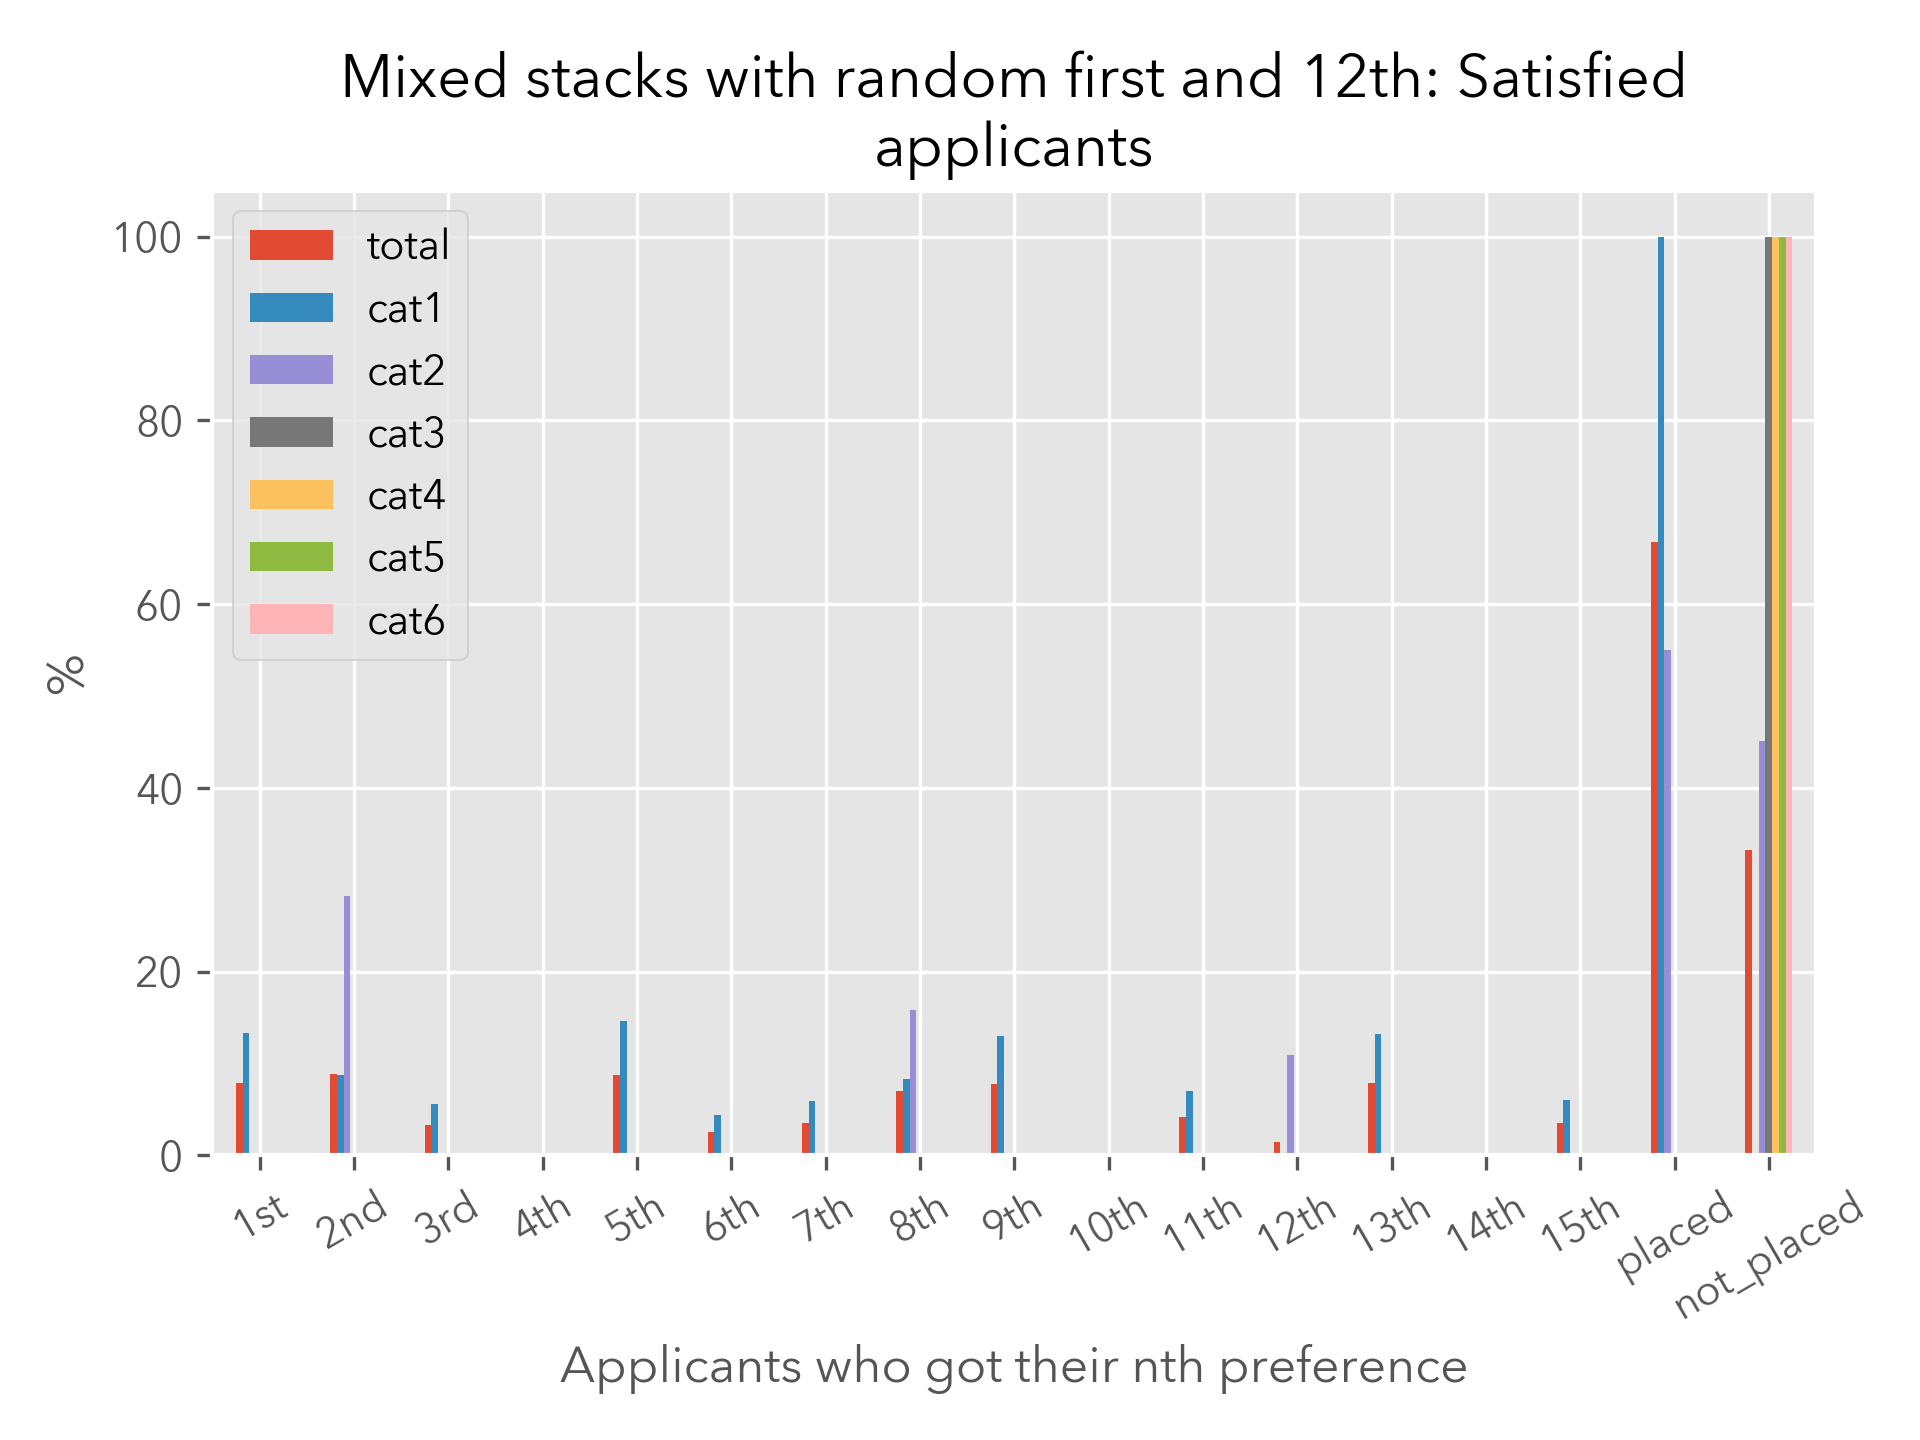 Mixed stacks with random first and 12th: Satisfied
applicants
100
80
60
40
20
0
%
total
cat1
cat2
cat3
cat4
cat5
cat6
1st
2nd
3rd
4th
5th
6th
7th
8th
9th
10th
11th
12th
13th
14th
15th
placed
not_placed
Applicants who got their nth preference